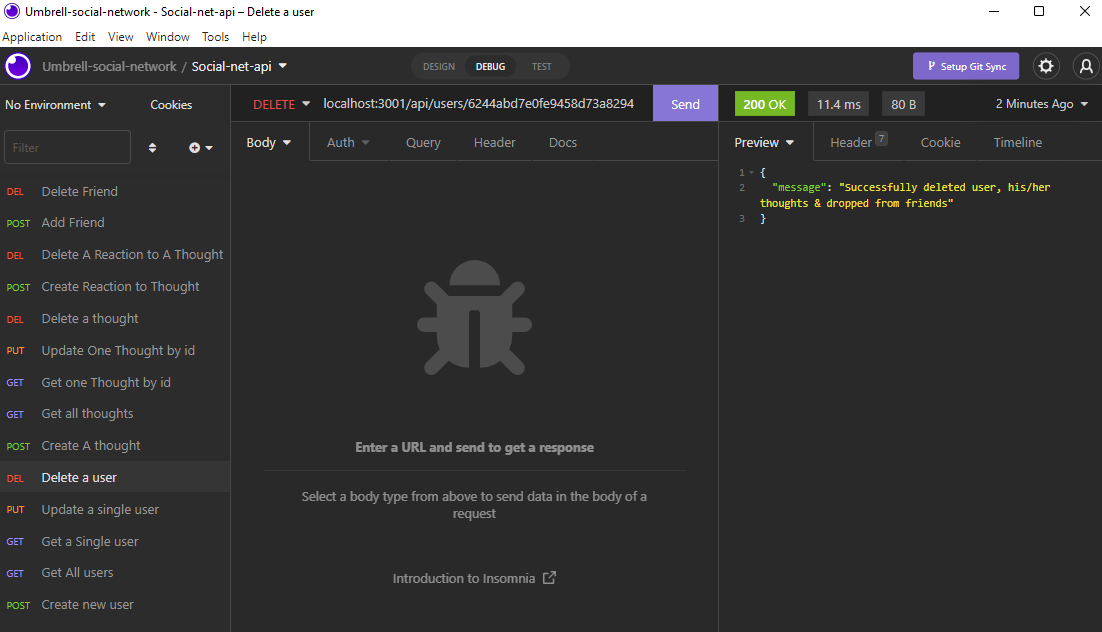 Umbrell-social-network - Social-net-api – Delete a user
Application Edit View Window Tools Help
Umbrell-social-network / Social-net-api
DESIGN DEBUG TEST
Setup Git Sync
No Environment
Cookies
Filter
DEL Delete Friend
POST Add Friend
DEL Delete A Reaction to A Thought
POST Create Reaction to Thought
DEL Delete a thought
PUT Update One Thought by id
GET Get one Thought by id
GET Get all thoughts
POST Create A thought
DEL Delete a user
PUT Update a single user
GET Get a Single user
GET Get All users
POST Create new user
DELETE localhost:3001/api/users/6244abd7e0fe9458d73a8294 Send
Body Auth Query Header Docs
Enter a URL and send to get a response
Select a body type from above to send data in the body of a
request
Introduction to Insomnia
200 OK 11.4 ms 80 B 2 Minutes Ago
Preview Header 7 Cookie Timeline
1 {
2 "message": "Successfully deleted user, his/her
thoughts & dropped from friends"
3 }